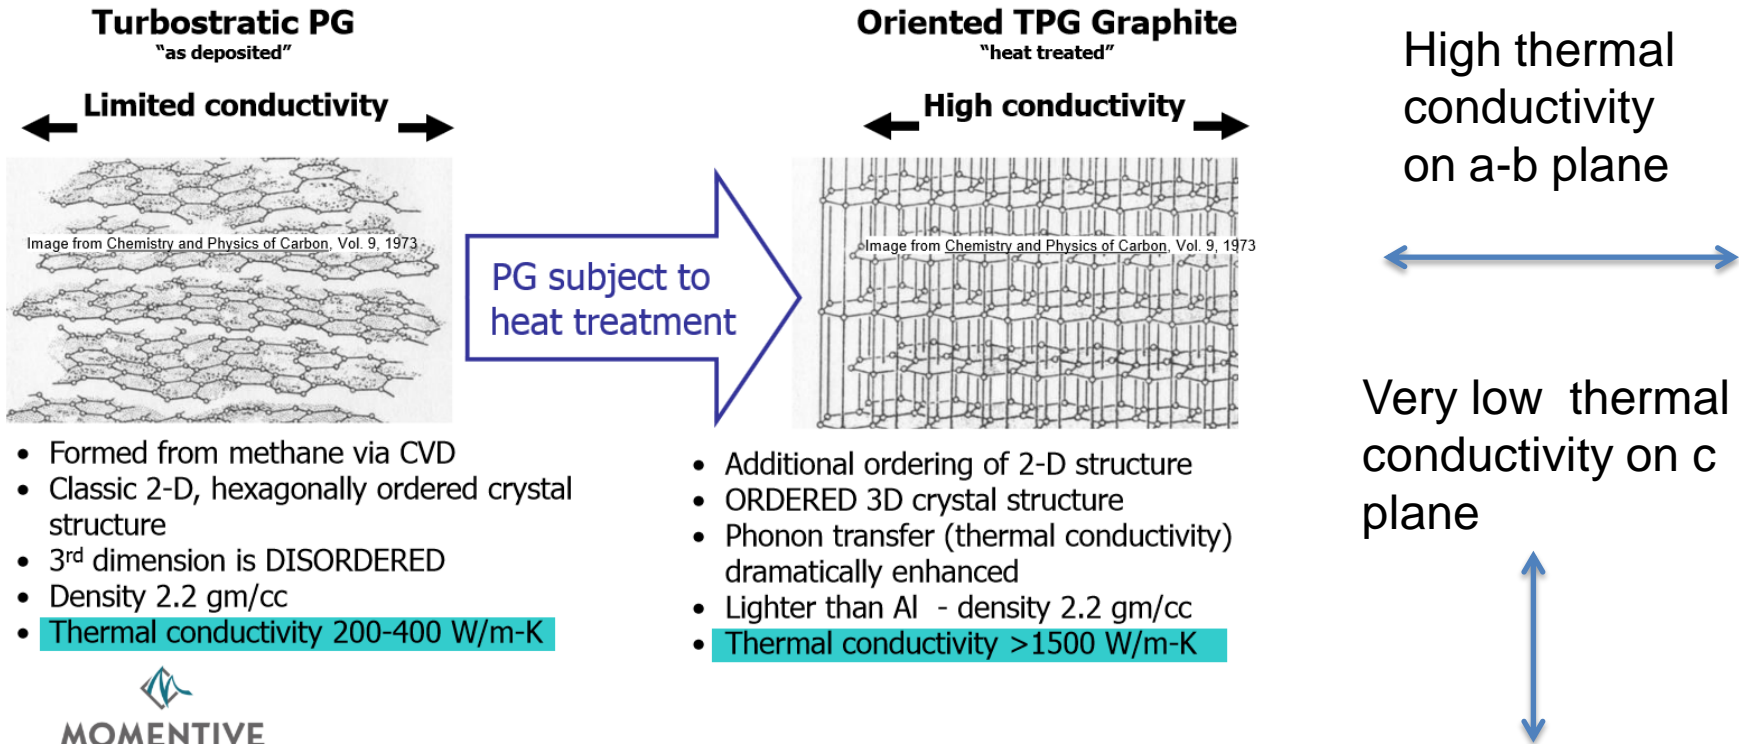 Turbostratic PG
“as deposited”
Limited conductivity
Image from Chemistry and Physics of Carbon, Vol. 9, 1973
• Formed from methane via CVD
• Classic 2-D, hexagonally ordered crystal
structure
• 3rd dimension is DISORDERED
• Density 2.2 gm/cc
• Thermal conductivity 200-400 W/m-K
MOMENTIVE
PG subject to
heat treatment
Oriented TPG Graphite
“heat treated”
High conductivity
Image from Chemistry and Physics of Carbon, Vol. 9, 1973
• Additional ordering of 2-D structure
• ORDERED 3D crystal structure
• Phonon transfer (thermal conductivity)
dramatically enhanced
• Lighter than Al - density 2.2 gm/cc
• Thermal conductivity >1500 W/m-K
High thermal
conductivity
on a-b plane
Very low thermal
conductivity on c
plane